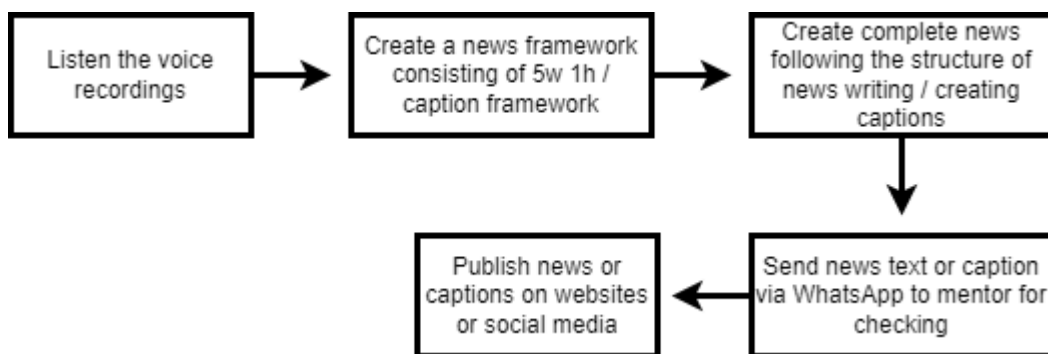 Listen the voice
recordings
Create a news framework
consisting of 5w 1h /
caption framework
Create complete news
following the structure of
news writing / creating
captions
Send news text or caption
via WhatsApp to mentor for
checking
Publish news or
captions on websites
or social media